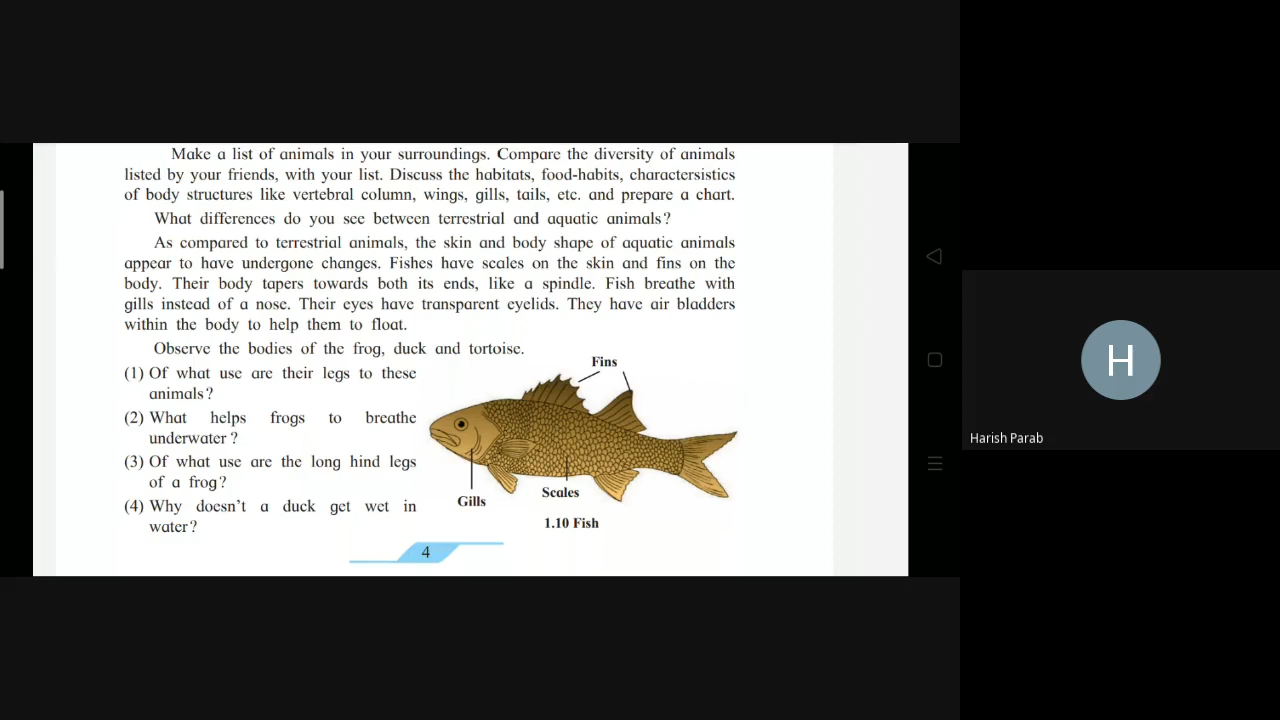 Make a list of animals in your surroundings. Compare the diversity of animals
listed by your friends, with your list. Discuss the habitats, food-habits, charactersistics
of body structures like vertebral column, wings, gills, tails, etc. and prepare a chart.
What differences do you see between terrestrial and aquatic animals?
As compared to terrestrial animals, the skin and body shape of aquatic animals
appear to have undergone changes. Fishes have scales on the skin and fins on the
body. Their body tapers towards both its ends, like a spindle. Fish breathe with
gills instead of a nose. Their eyes have transparent eyelids. They have air bladders
within the body to help them to float.
Observe the bodies of the frog, duck and tortoise.
(1) Of what use are their legs to these
animals?
(2) What helps frogs to breathe
underwater?
(3) Of what use are the long hind legs
of a frog?
(4) Why doesn't a duck get wet in
water?
Fins
Gills
Scales
1.10 Fish
4
H
Harish Parab